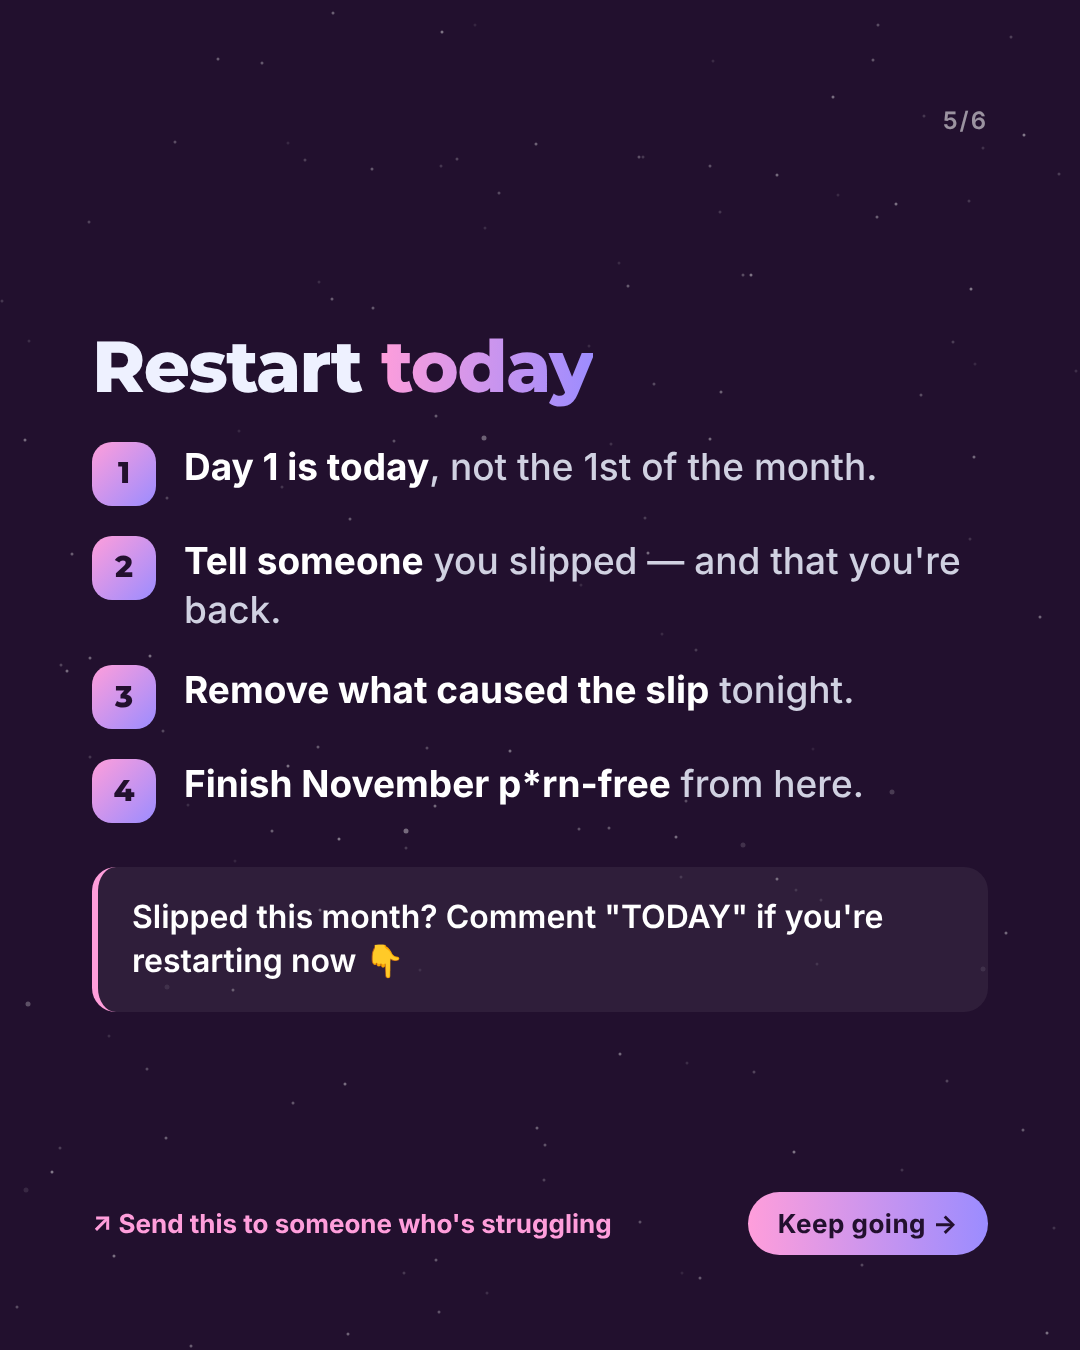 5/6
Restart today
1 Day 1 is today, not the 1st of the month.
2 Tell someone you slipped — and that you're
back.
3 Remove what caused the slip tonight.
4 Finish November p*rn-free from here.
Slipped this month? Comment "TODAY" if you're
restarting now 👇
↗ Send this to someone who's struggling
Keep going →